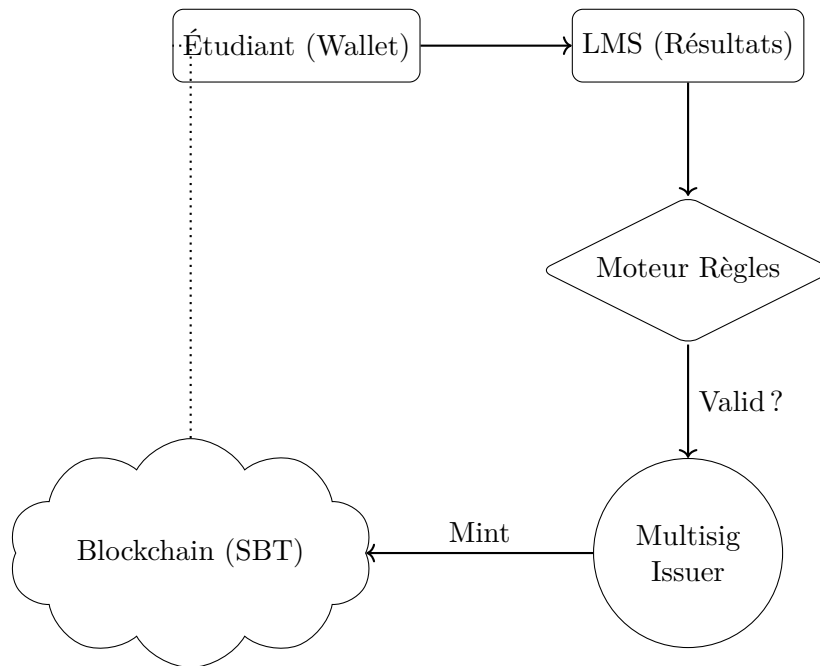 Étudiant (Wallet)
LMS (Résultats)
Moteur Règles
Valid ?
Mint
Blockchain (SBT)
Multisig
Issuer